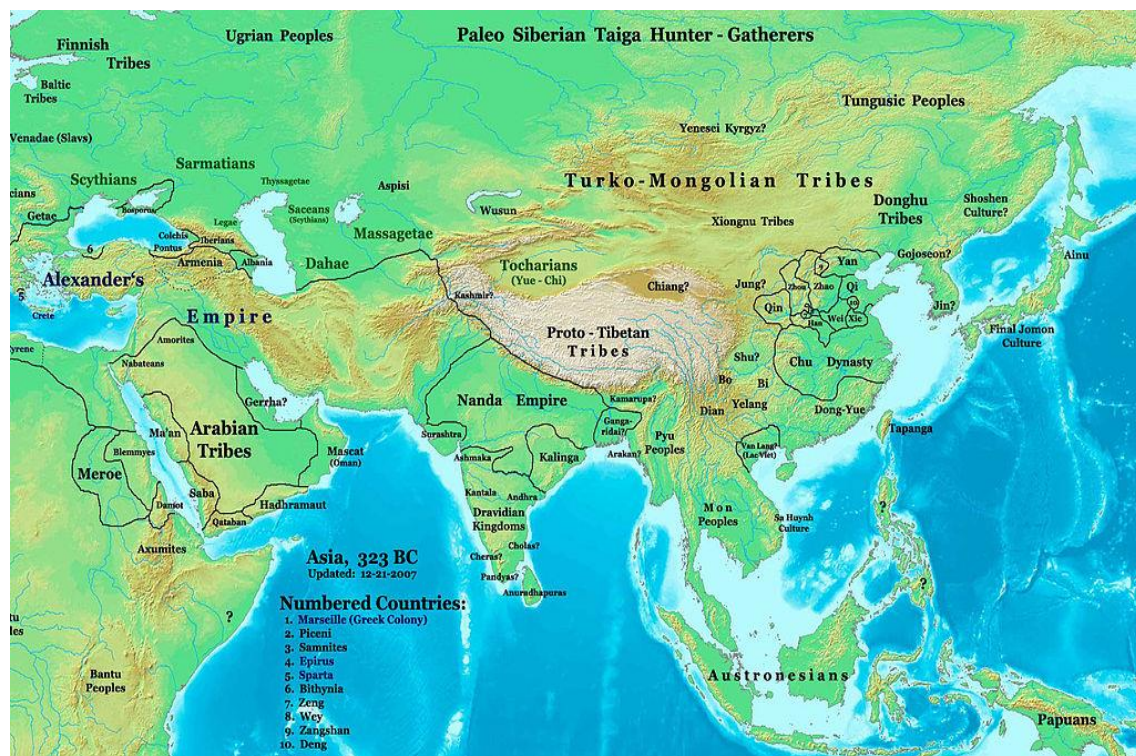 Finnish
Tribes
Ugrian Peoples
Paleo Siberian Taiga Hunter - Gatherers
Baltic
Tribes
Tungusic Peoples
Venadae (Slavs)
Yenesei Kyrgyz?
Sarmatians
Scythians
Thyssagetae
Aspisi
Turko-Mongolian Tribes
cians
Getae
Bosporus
Legae
Saceans
(Scythians)
Wusun
Donghu
Tribes
Shoshen
Culture?
Xiongnu Tribes
Massagetae
Colchis
Pontus
Iberians
6
Armenia
Albania
Dahae
Tocharians
(Yue - Chi)
Yan
Gojoseon?
Ainu
Alexander's
Empire
5
Crete
Kashmir?
Chiang?
Jung?
?
Zhou
Zhao
Qi
Qin
10
Han
Wei
Xie
Jin?
Final Jomon
Culture
Proto - Tibetan
Tribes
Amorites
yrene
Nabateans
Shu?
Chu Dynasty
Gerrha?
Nanda Empire
Kamarupa?
Bo
Bi
Dian
Yelang
Dong-Yue
Ma'an
Arabian
Tribes
Surashtra
Ganga-
ridai?
Pyu
Peoples
Tapanga
Blemmyes
Mascat
(Oman)
Ashmaka
Kalinga
Arakan?
Van Lang?
(Lac Viet)
Meroe
Saba
Hadhramaut
Kantala
Andhra
Damot
Qataban
Dravidian
Kingdoms
Mon
Peoples
Sa Huynh
Culture
?
Axumites
Cheras?
Cholas?
Pandyas?
Anuradhapuras
?
?
Asia, 323 BC
Updated: 12-21-2007
Numbered Countries:
1. Marseille (Greek Colony)
2. Piceni
3. Samnites
4. Epirus
5. Sparta
6. Bithynia
7. Zeng
8. Wey
9. Zangshan
10. Deng
Bantu
Peoples
Austronesians
Papuans